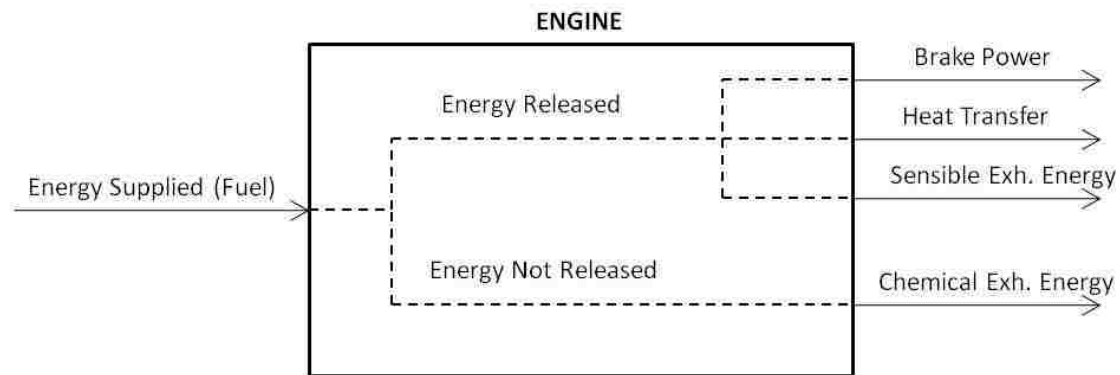 ENGINE
Brake Power
Energy Released
Heat Transfer
Energy Supplied (Fuel)
Sensible Exh. Energy
Energy Not Released
Chemical Exh. Energy